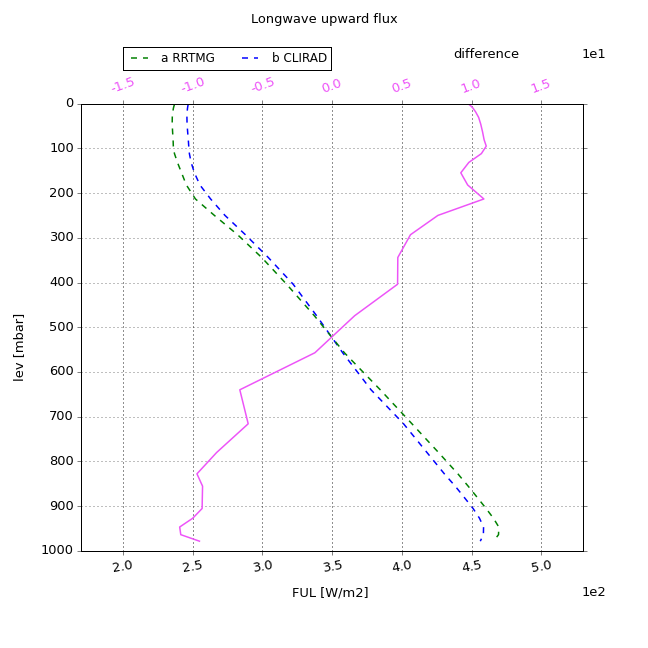 Longwave upward flux
a RRTMG b CLIRAD
difference 1e1
-1.5 -1.0 -0.5 0.0 0.5 1.0 1.5
0
100
200
300
400
500
600
700
800
900
1000
lev [mbar]
2.0 2.5 3.0 3.5 4.0 4.5 5.0
FUL [W/m2] 1e2